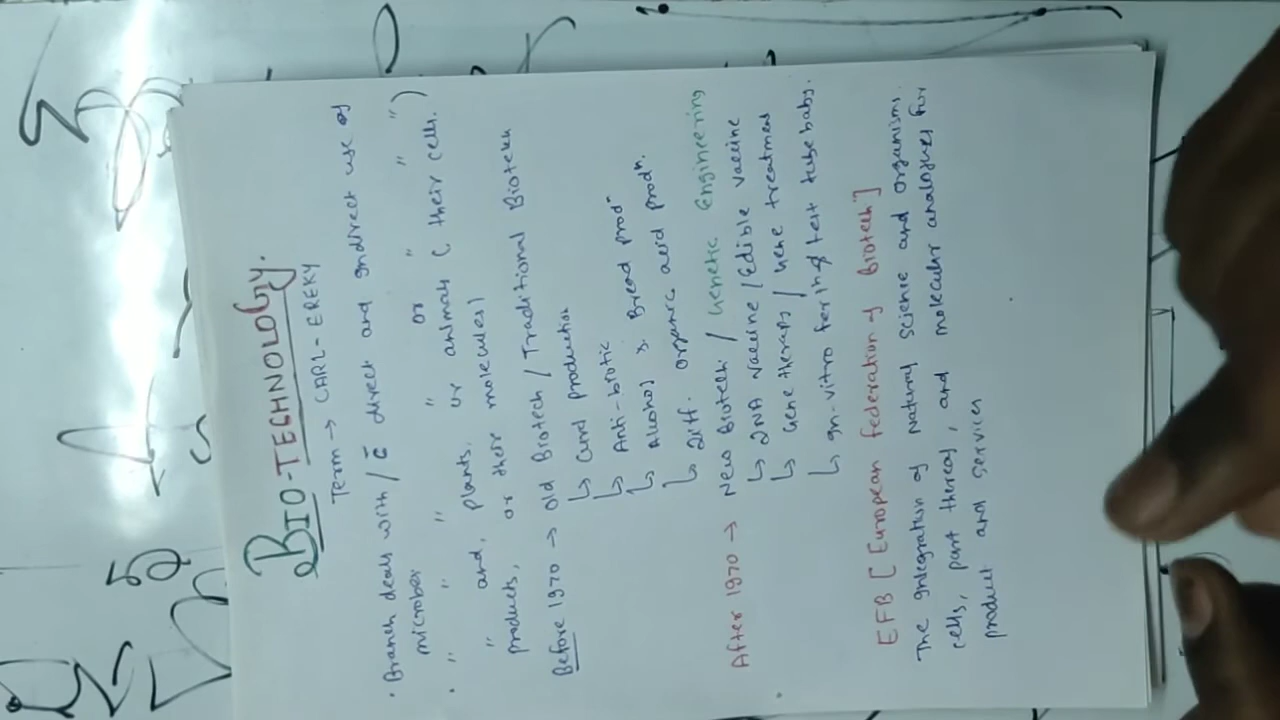 BIO-TECHNOLOGY.
Term → CARL-EREKY
• Branch deals with / c̄ direct and indirect use of
microbes " or " ")
• " " " " or animals ( their cells.
" and, plants.
products, or their molecules)
Before 1970 → Old Biotech / Traditional Biotech
↳ Curd production
↳ Anti-biotic
↳ Alcohol & Bread prodⁿ
↳ Diff. organic acid prodⁿ.
After 1970 → New Biotech / Genetic Engineering
↳ DNA vaccine / Edible vaccine
↳ Gene therapy / Gene treatment
↳ In-vitro fertⁿ / test tube baby.
EFB [ European federation of Biotech ]
The Integration of Natural science and organisms.
cells, part thereof, and molecular analogues for
product and services